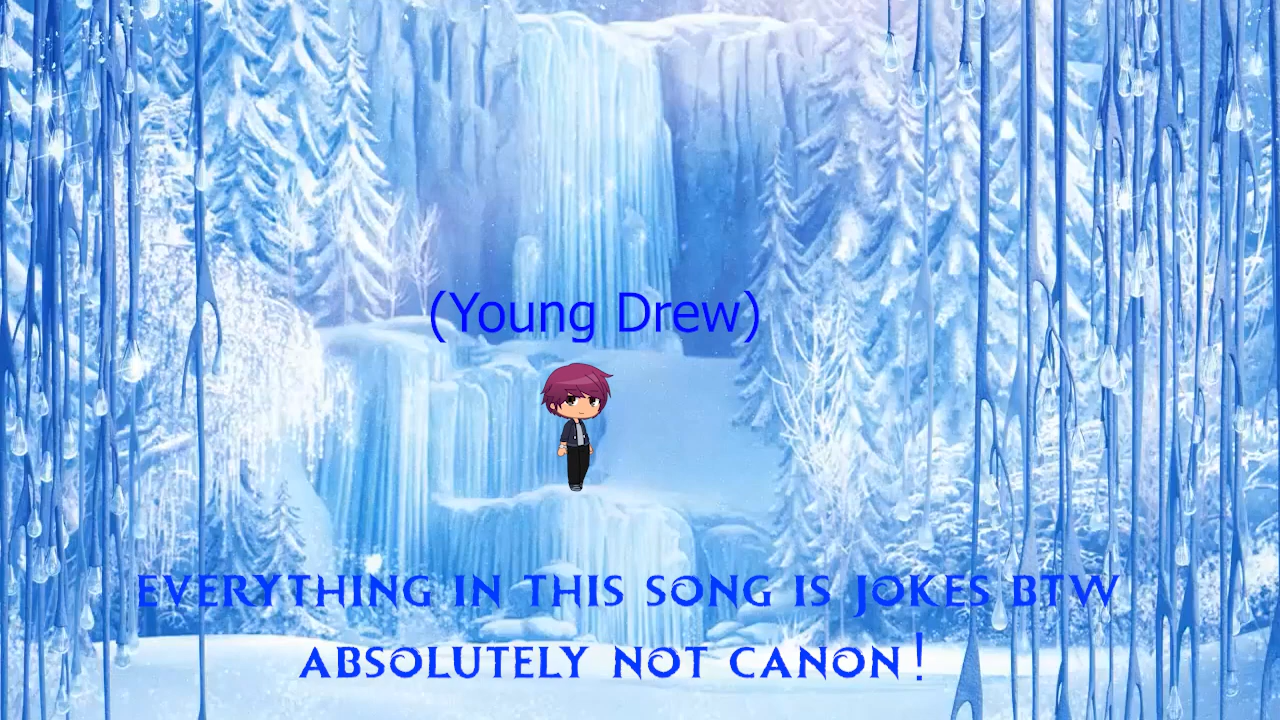 (Young Drew)
EVERYTHING IN THIS SONG IS JOKES BTW
ABSOLUTELY NOT CANON!